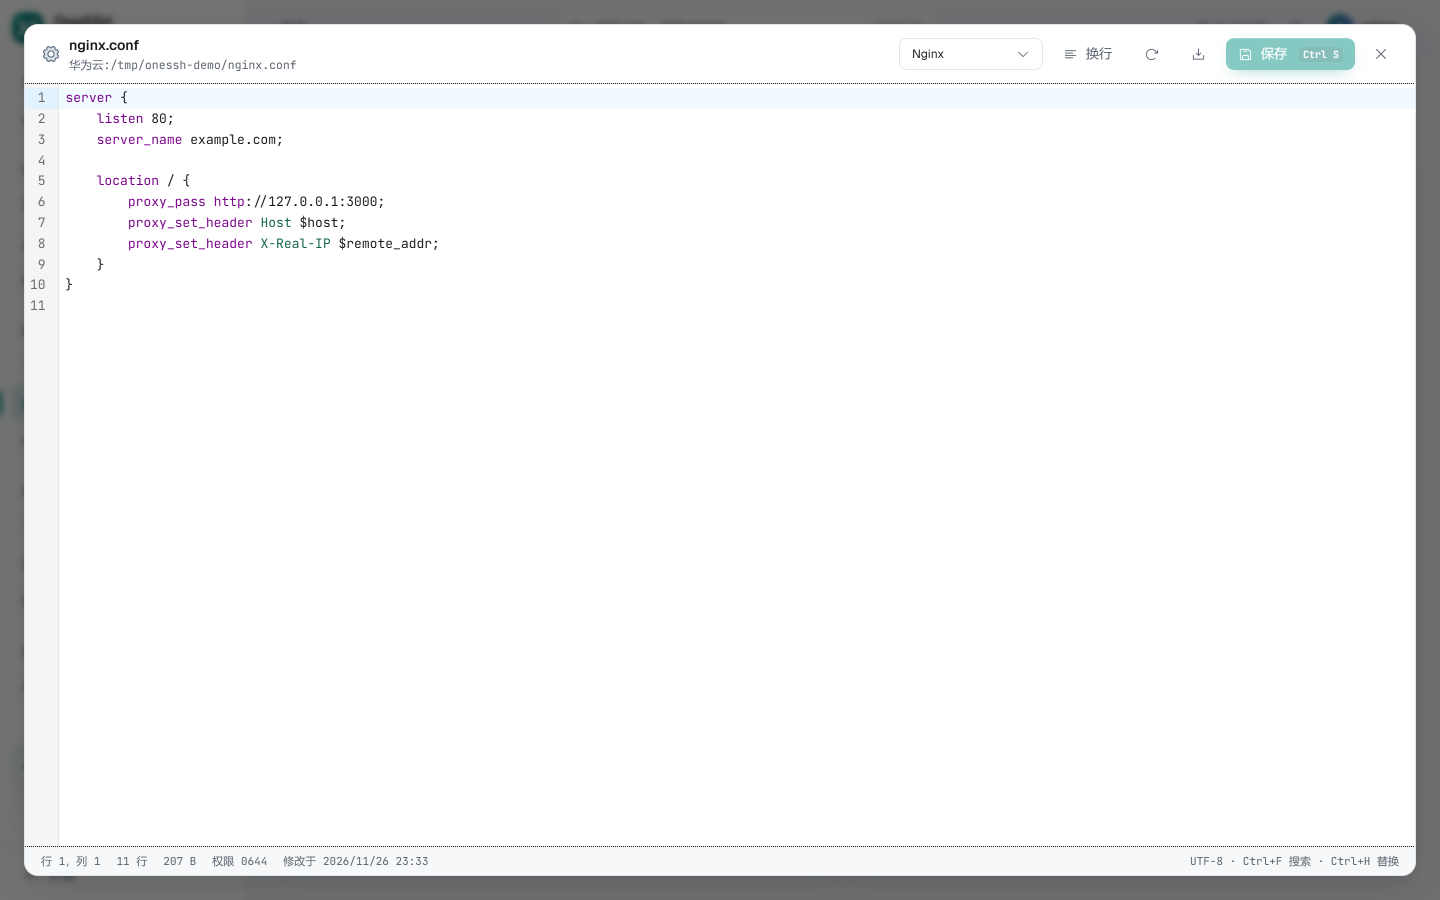 nginx.conf
华为云:/tmp/onessh-demo/nginx.conf
Nginx
换行
保存 Ctrl S
1 server {
2     listen 80;
3     server_name example.com;
4
5     location / {
6         proxy_pass http://127.0.0.1:3000;
7         proxy_set_header Host $host;
8         proxy_set_header X-Real-IP $remote_addr;
9     }
10 }
11
行 1, 列 1 11 行 207 B 权限 0644 修改于 2026/11/26 23:33
UTF-8 · Ctrl+F 搜索 · Ctrl+H 替换